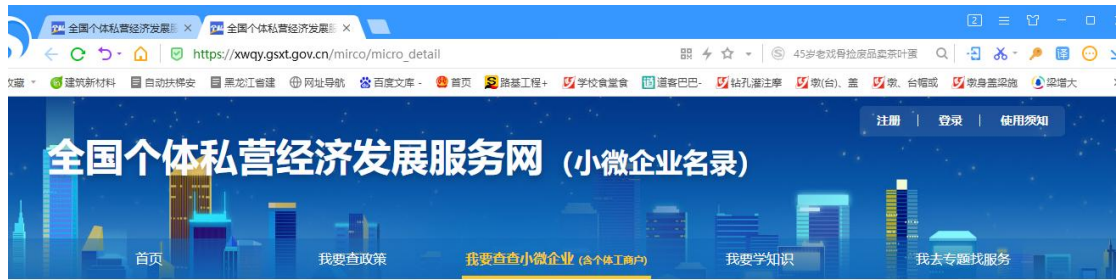 全国个体私营经济发展 × 全国个体私营经济发展 × 2
https://xwqy.gsxt.gov.cn/mirco/micro_detail 45岁老戏骨捡废品卖茶叶蛋
收藏 建筑新材料 自动扶梯安 黑龙江省建 网址导航 百度文库 - 首页 路基工程+ 学校食堂食 道客巴巴- 钻孔灌注摩 墩(台)、盖 墩、台帽或 墩身盖梁施 梁增大
注册 | 登录 | 使用须知
全国个体私营经济发展服务网（小微企业名录）
首页 我要查政策 我要查查小微企业 (含个体工商户) 我要学知识 我去专题找服务